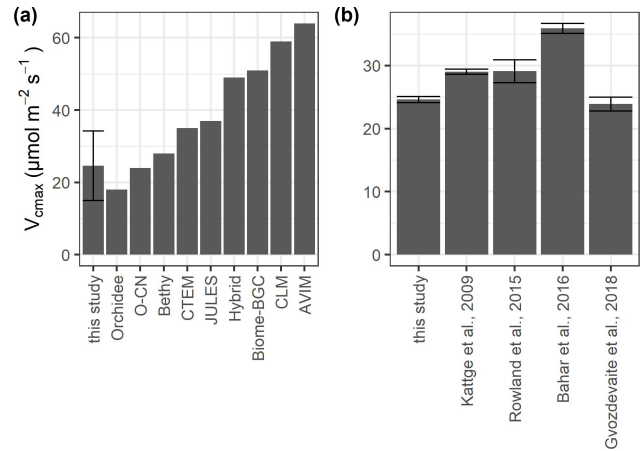 (a)
V_cmax (μmol m⁻² s⁻¹)
60
40
20
0
this study
Orchidee
O-CN
Bethy
CTEM
JULES
Hybrid
Biome-BGC
CLM
AVIM
(b)
30
20
10
0
this study
Kattge et al., 2009
Rowland et al., 2015
Bahar et al., 2016
Gvozdevaite et al., 2018